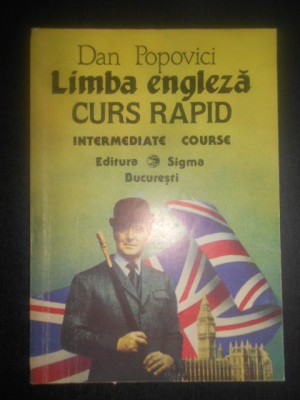 Dan Popovici
Limba engleză
CURS RAPID
INTERMEDIATE COURSE
Editura Sigma
București